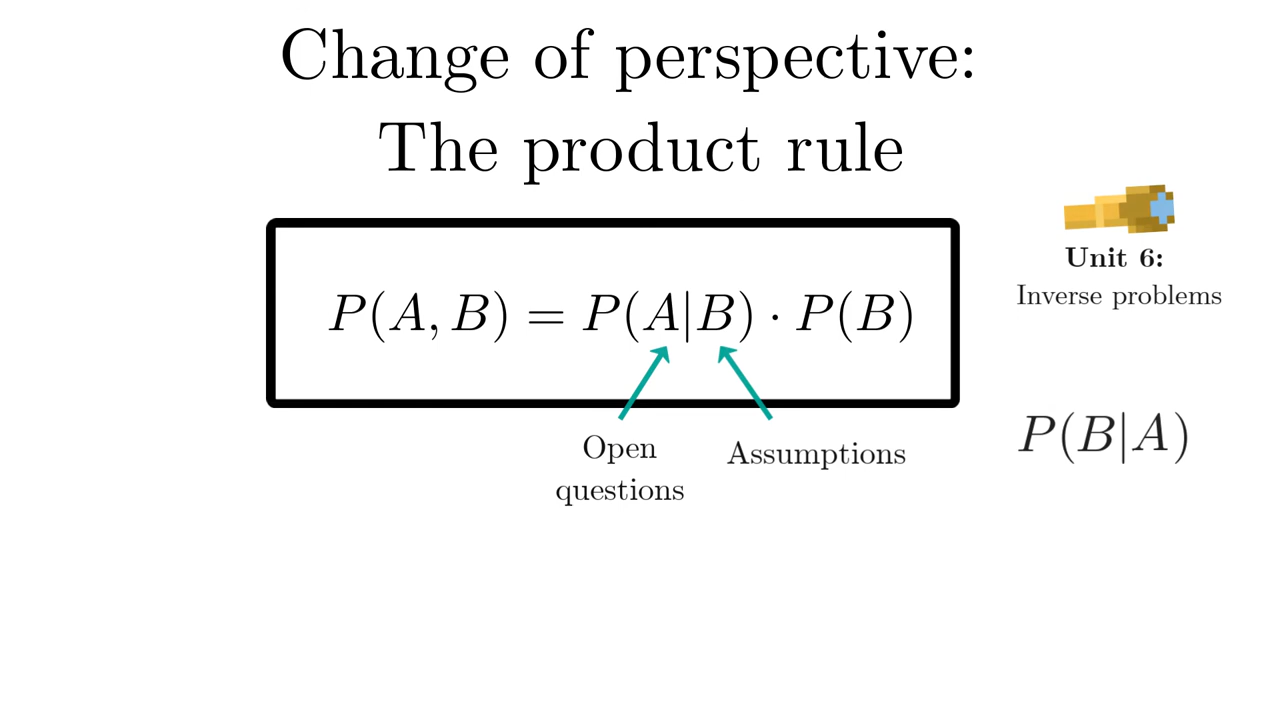 Change of perspective:
The product rule
P(A, B) = P(A|B) · P(B)
Open
questions
Assumptions
Unit 6:
Inverse problems
P(B|A)